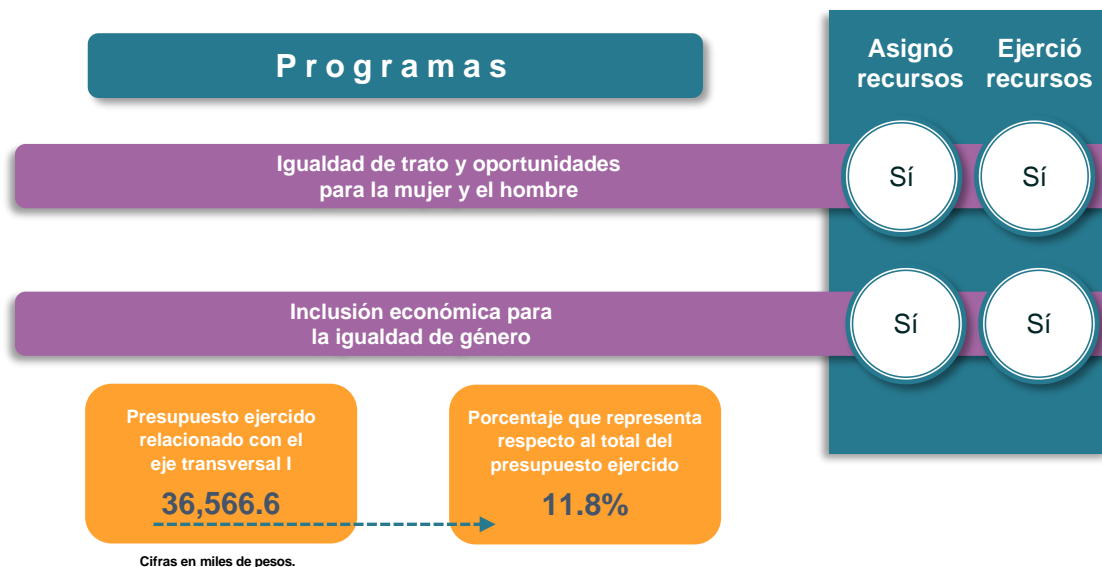 Programas
Asignó
recursos
Ejerció
recursos
Igualdad de trato y oportunidades
para la mujer y el hombre
Sí
Sí
Inclusión económica para
la igualdad de género
Sí
Sí
Presupuesto ejercido
relacionado con el
eje transversal I
36,566.6
Porcentaje que representa
respecto al total del
presupuesto ejercido
11.8%
Cifras en miles de pesos.